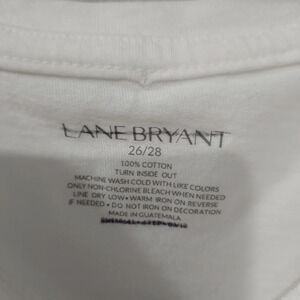 LANE BRYANT
26/28
100% COTTON
TURN INSIDE OUT
MACHINE WASH COLD WITH LIKE COLORS
ONLY NON-CHLORINE BLEACH WHEN NEEDED
LINE DRY LOW • WARM IRON ON REVERSE
IF NEEDED • DO NOT IRON ON DECORATION
MADE IN GUATEMALA